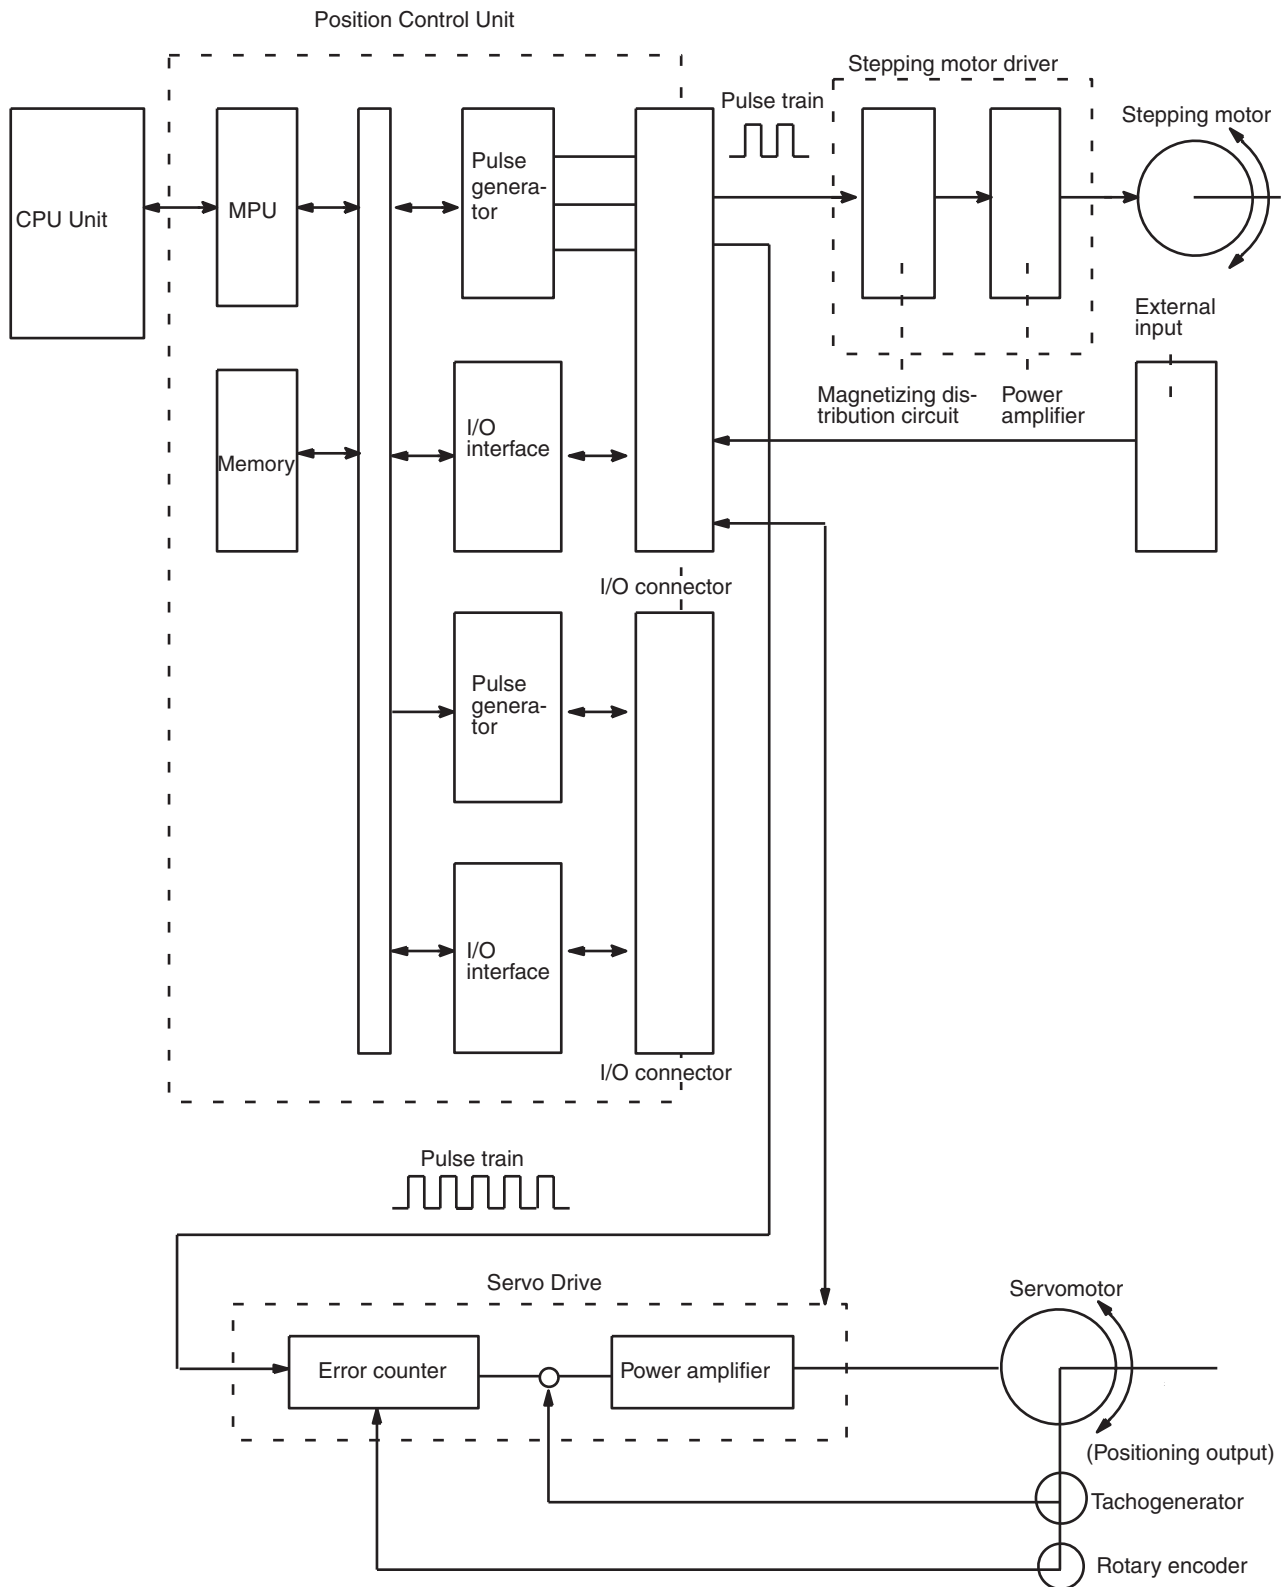 Position Control Unit
Stepping motor driver
Pulse train
Stepping motor
CPU Unit
MPU
Pulse
genera-
tor
External
input
Magnetizing dis-
tribution circuit
Power
amplifier
Memory
I/O
interface
I/O connector
Pulse
genera-
tor
I/O
interface
I/O connector
Pulse train
Servo Drive
Servomotor
Error counter
Power amplifier
(Positioning output)
Tachogenerator
Rotary encoder